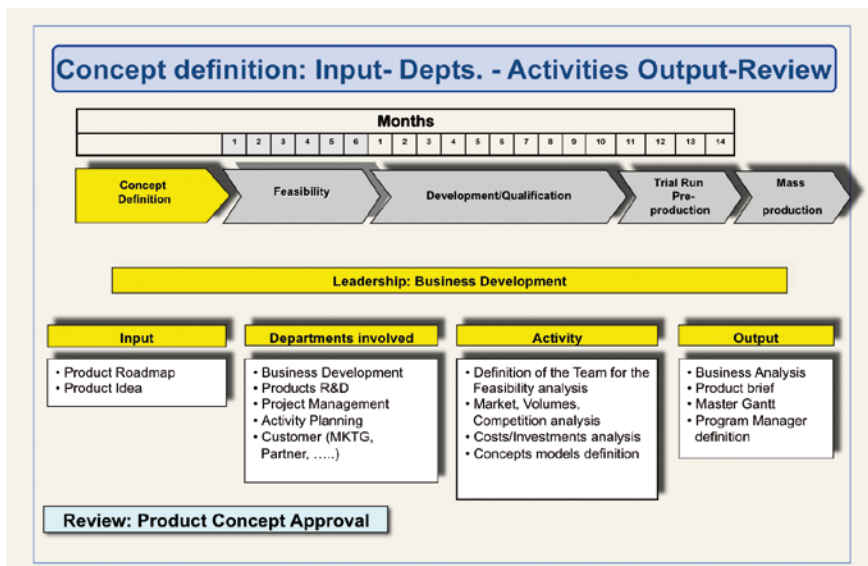 Concept definition: Input- Depts. - Activities Output-Review
Months
1 2 3 4 5 6 1 2 3 4 5 6 7 8 9 10 11 12 13 14
Concept
Definition
Feasibility
Development/Qualification
Trial Run
Pre-
production
Mass
production
Leadership: Business Development
Input
• Product Roadmap
• Product Idea
Departments involved
• Business Development
• Products R&D
• Project Management
• Activity Planning
• Customer (MKTG,
Partner, .....)
Activity
• Definition of the Team for the
Feasibility analysis
• Market, Volumes,
Competition analysis
• Costs/Investments analysis
• Concepts models definition
Output
• Business Analysis
• Product brief
• Master Gantt
• Program Manager
definition
Review: Product Concept Approval